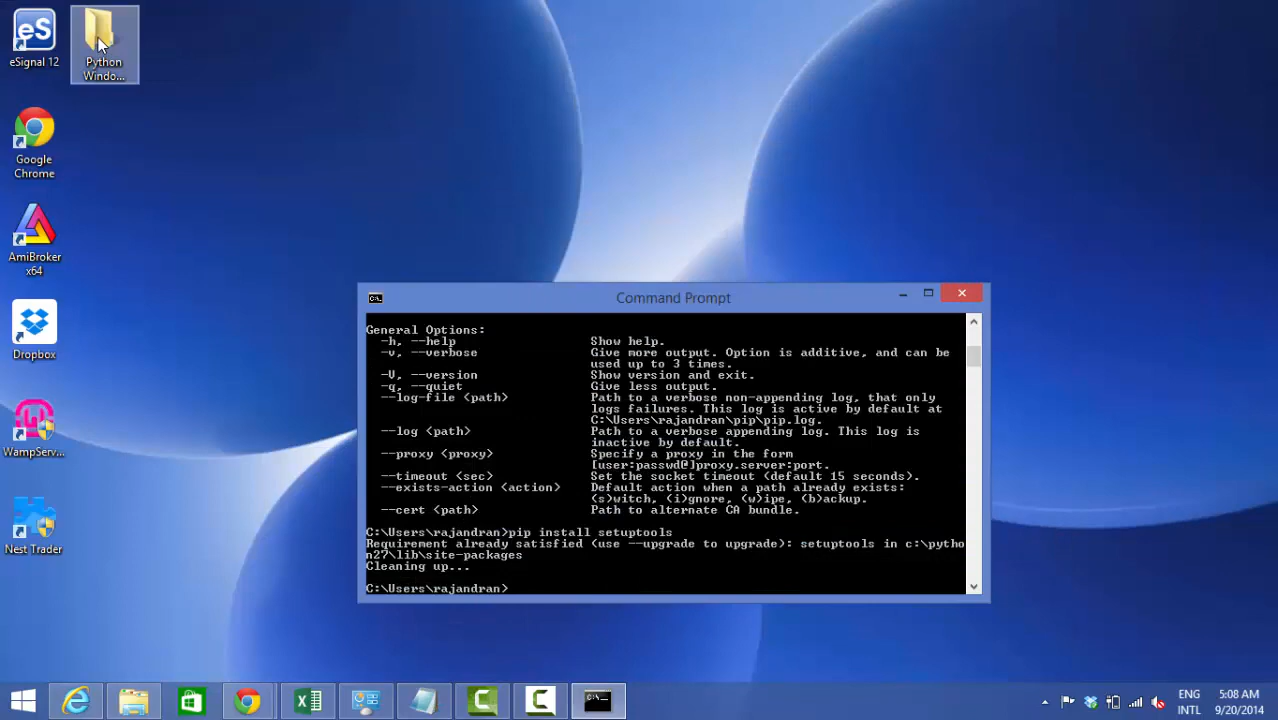 eS
eSignal 12
Python
Windo...
Google
Chrome
AmiBroker
x64
Dropbox
WampServ...
Nest Trader
C:\
Command Prompt
General Options:
-h, --help Show help.
-v, --verbose Give more output. Option is additive, and can be
used up to 3 times.
-V, --version Show version and exit.
-q, --quiet Give less output.
--log-file <path> Path to a verbose non-appending log, that only
logs failures. This log is active by default at
C:\Users\rajandran\pip\pip.log.
--log <path> Path to a verbose appending log. This log is
inactive by default.
--proxy <proxy> Specify a proxy in the form
[user:passwd@]proxy.server:port.
--timeout <sec> Set the socket timeout (default 15 seconds).
--exists-action <action> Default action when a path already exists:
(s)witch, (i)gnore, (w)ipe, (b)ackup.
--cert <path> Path to alternate CA bundle.
C:\Users\rajandran>pip install setuptools
Requirement already satisfied (use --upgrade to upgrade): setuptools in c:\pytho
n27\lib\site-packages
Cleaning up...
C:\Users\rajandran>
ENG
INTL
5:08 AM
9/20/2014